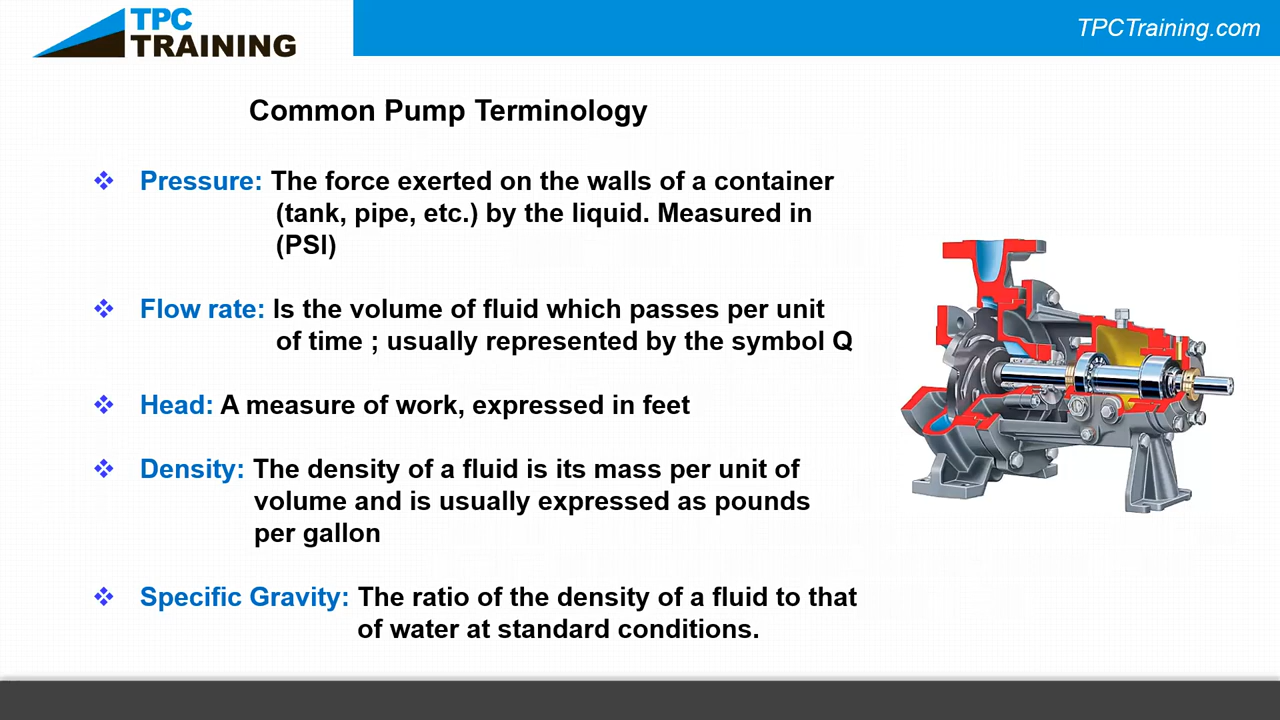 TPC
TRAINING
TPCTraining.com
Common Pump Terminology
Pressure: The force exerted on the walls of a container
(tank, pipe, etc.) by the liquid. Measured in
(PSI)
Flow rate: Is the volume of fluid which passes per unit
of time ; usually represented by the symbol Q
Head: A measure of work, expressed in feet
Density: The density of a fluid is its mass per unit of
volume and is usually expressed as pounds
per gallon
Specific Gravity: The ratio of the density of a fluid to that
of water at standard conditions.